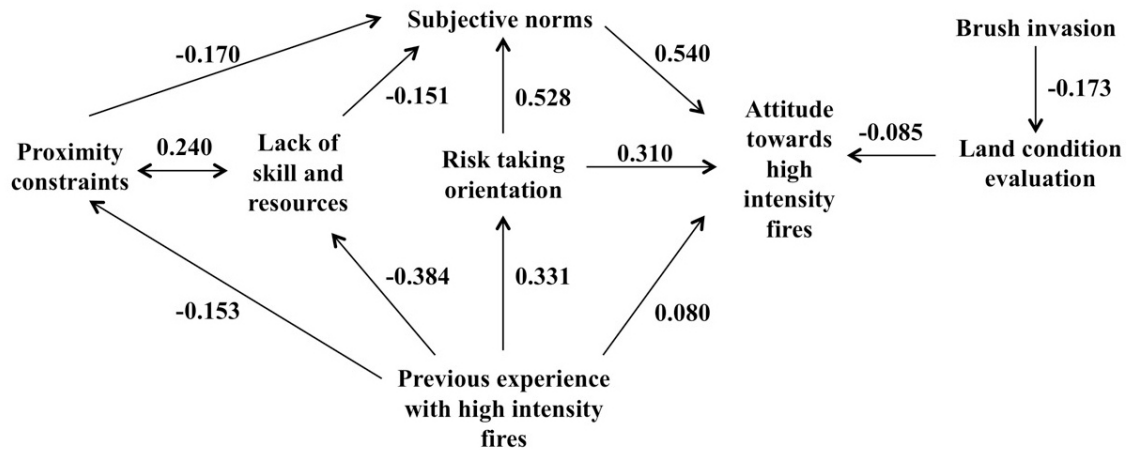 Subjective norms
Brush invasion
-0.170
0.540
-0.151
0.528
-0.173
Proximity
constraints
0.240
Lack of
skill and
resources
Risk taking
orientation
0.310
Attitude
towards
high
intensity
fires
-0.085
Land condition
evaluation
-0.153
-0.384
0.331
0.080
Previous experience
with high intensity
fires